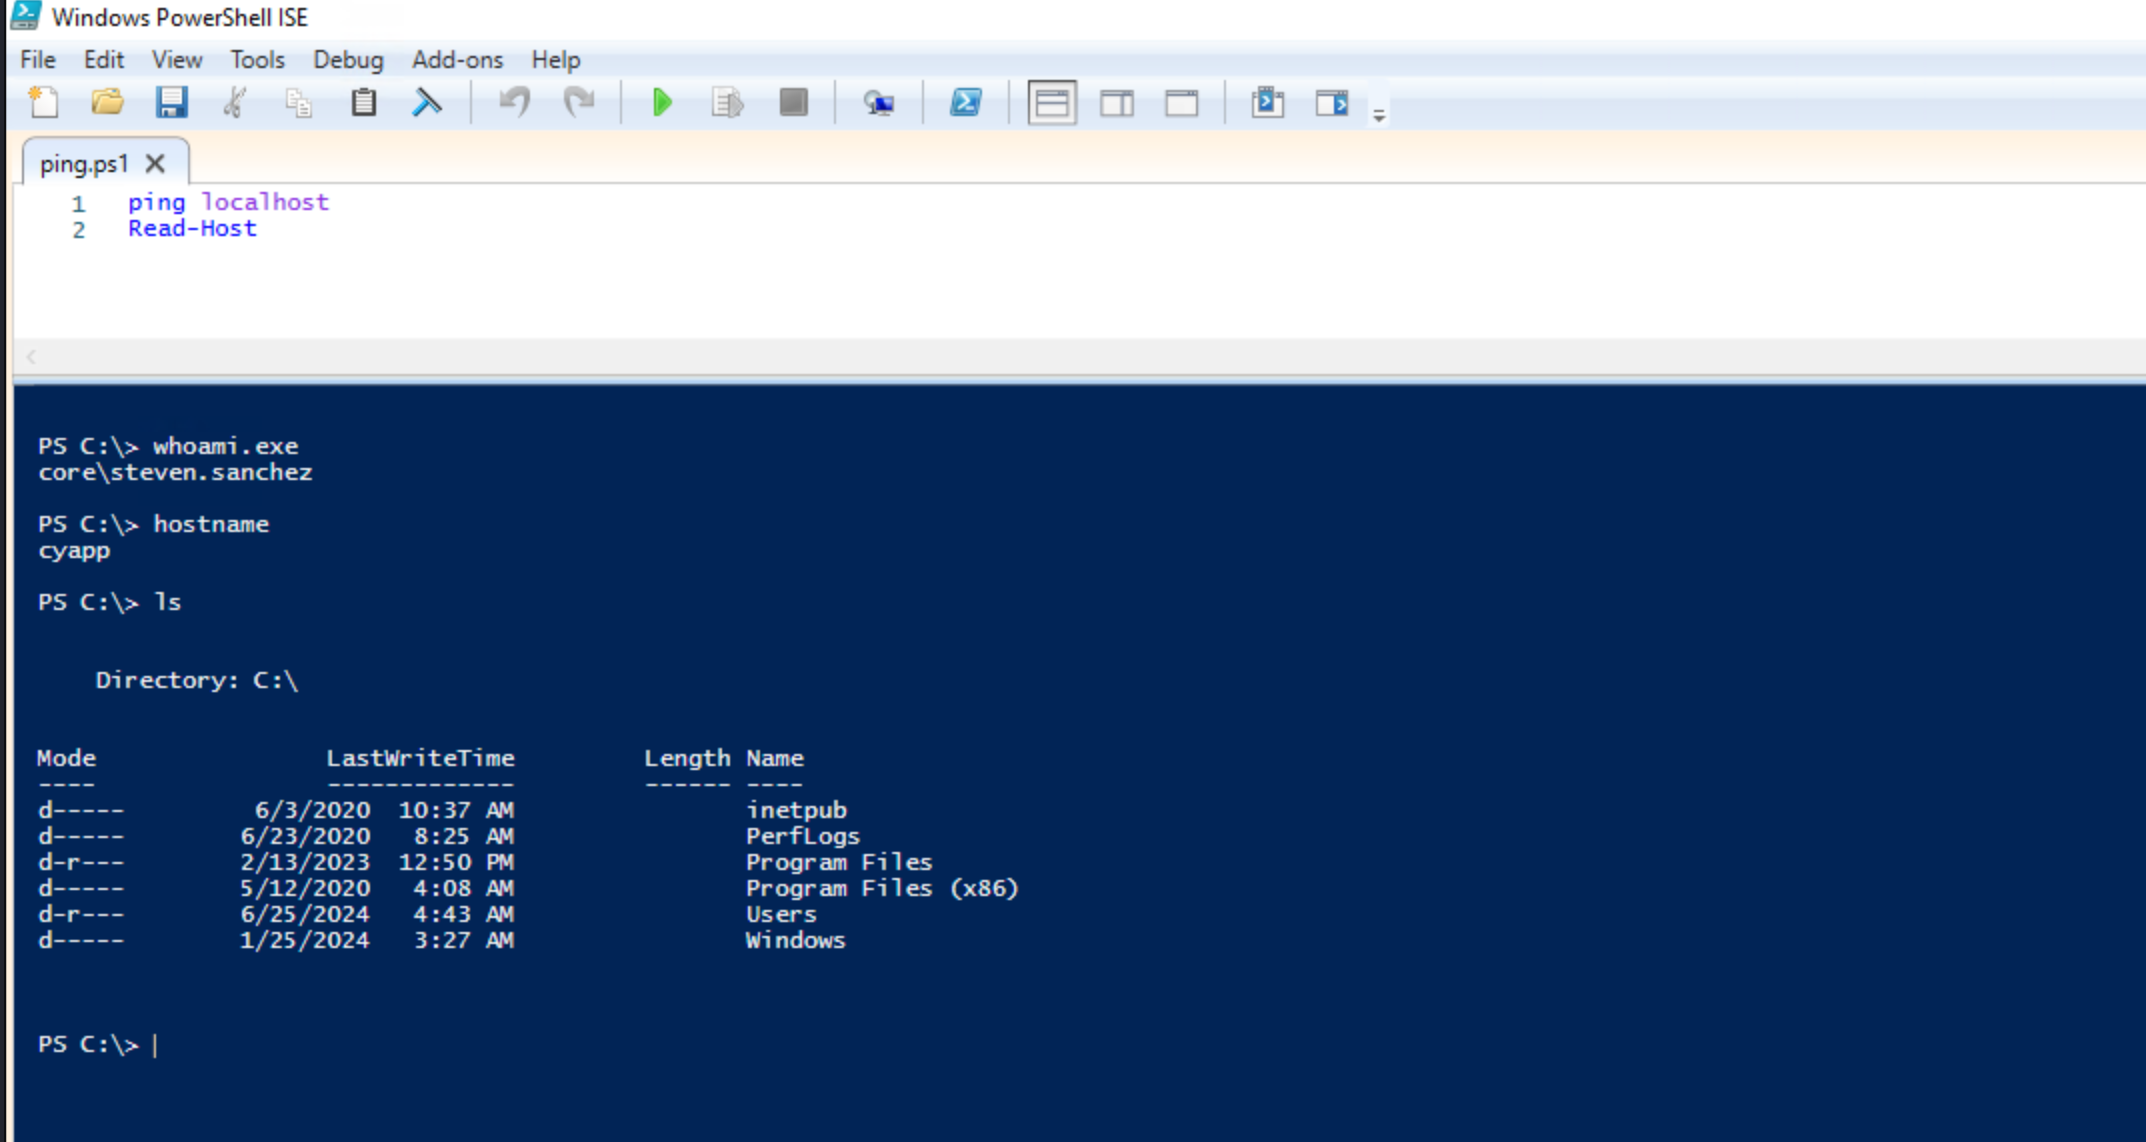 Windows PowerShell ISE
File Edit View Tools Debug Add-ons Help
ping.ps1
1 ping localhost
2 Read-Host
PS C:\> whoami.exe
core\steven.sanchez
PS C:\> hostname
cyapp
PS C:\> ls
Directory: C:\
Mode LastWriteTime Length Name
---- ------------- ------ ----
d----- 6/3/2020 10:37 AM inetpub
d----- 6/23/2020 8:25 AM PerfLogs
d-r--- 2/13/2023 12:50 PM Program Files
d----- 5/12/2020 4:08 AM Program Files (x86)
d-r--- 6/25/2024 4:43 AM Users
d----- 1/25/2024 3:27 AM Windows
PS C:\>